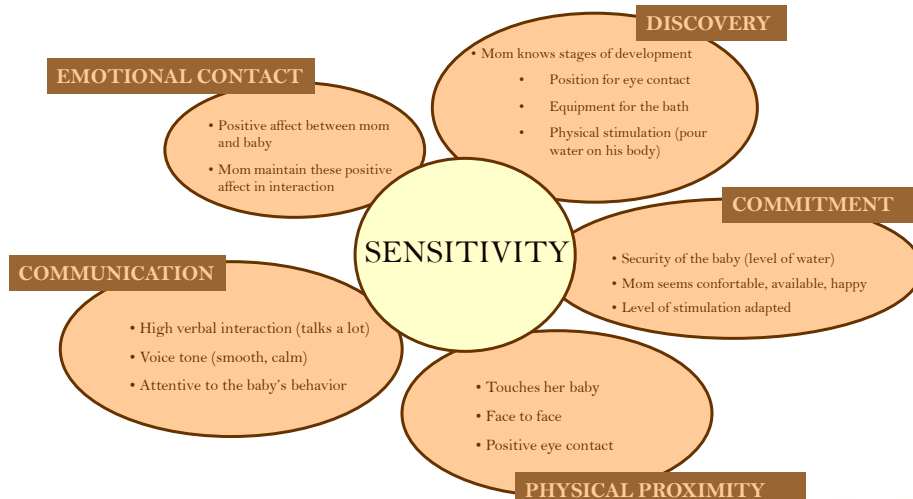 DISCOVERY
• Mom knows stages of development
• Position for eye contact
• Equipment for the bath
• Physical stimulation (pour
water on his body)
EMOTIONAL CONTACT
• Positive affect between mom
and baby
• Mom maintain these positive
affect in interaction
SENSITIVITY
COMMITMENT
• Security of the baby (level of water)
• Mom seems confortable, available, happy
• Level of stimulation adapted
COMMUNICATION
• High verbal interaction (talks a lot)
• Voice tone (smooth, calm)
• Attentive to the baby's behavior
• Touches her baby
• Face to face
• Positive eye contact
PHYSICAL PROXIMITY